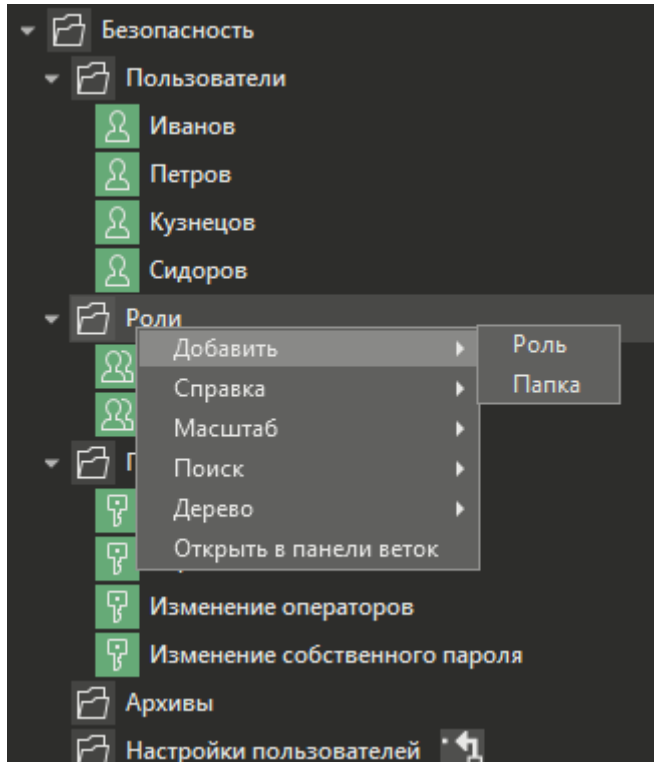 Безопасность
Пользователи
Иванов
Петров
Кузнецов
Сидоров
Роли
Добавить
Роль
Справка
Папка
Масштаб
Поиск
Дерево
Открыть в панели веток
Изменение операторов
Изменение собственного пароля
Архивы
Настройки пользователей